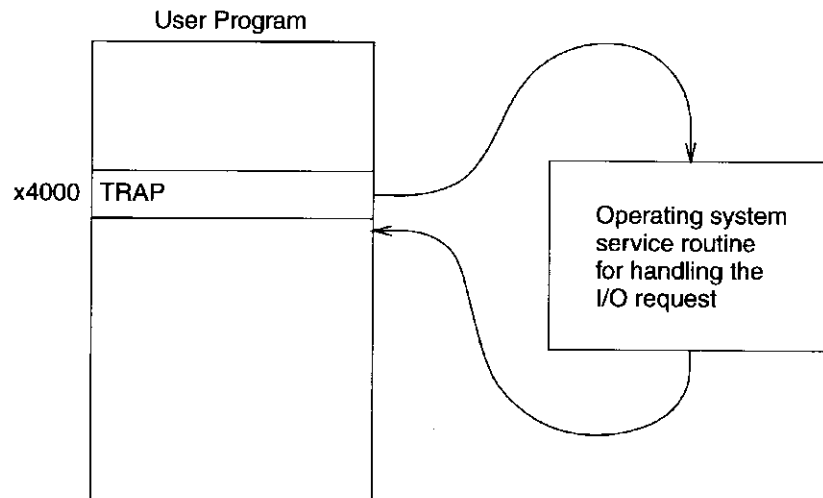 User Program
x4000 TRAP
Operating system
service routine
for handling the
I/O request